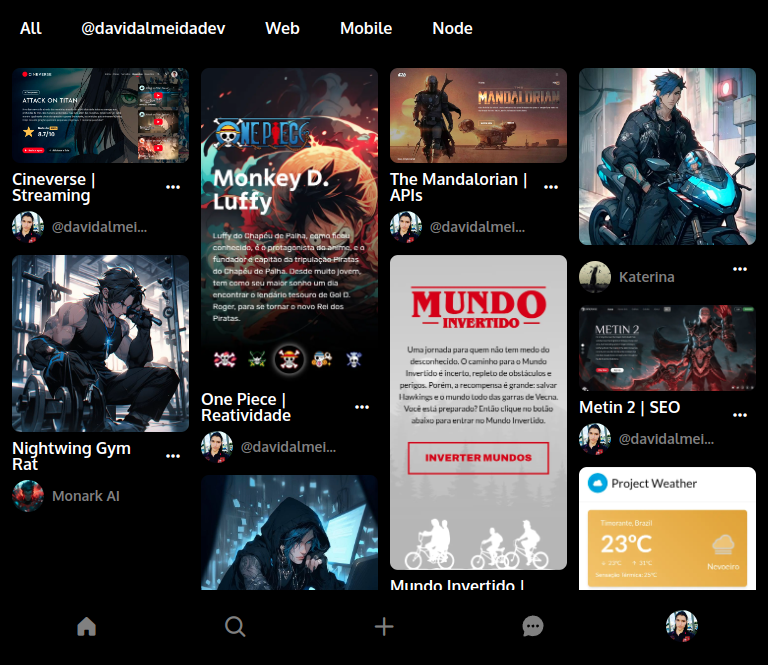 All @davidalmeidadev Web Mobile Node
CINEVERSE
ATTACK ON TITAN
8.7/10
Cineverse |
Streaming
@davidalmei...
Nightwing Gym
Rat
Monark AI
ONE PIECE
Monkey D.
Luffy
Luffy do Chapéu de Palha, como ficou
conhecido, é o protagonista do anime, e o
fundador e capitão da tripulação Piratas
do Chapéu de Palha. Desde muito jovem,
tem como seu maior sonho um dia
encontrar o lendário tesouro de Gol D.
Roger, para se tornar o novo Rei dos
Piratas.
One Piece |
Reatividade
@davidalmei...
THE
MANDALORIAN
The Mandalorian |
APIs
@davidalmei...
MUNDO
INVERTIDO
Uma jornada para quem não tem medo do
desconhecido. O caminho para o Mundo
Invertido é incerto, repleto de obstáculos e
perigos. Porém, a recompensa é grande: salvar
Hawkings e o mundo todo das garras de Vecna.
Você está preparado? Então clique no botão
abaixo para entrar no Mundo Invertido.
INVERTER MUNDOS
Mundo Invertido |
Katerina
METIN 2
Metin 2 | SEO
@davidalmei...
Project Weather
Timorante, Brazil
23°C
22°C 31°C
Sensação Térmica: 25°C
Nevoeiro